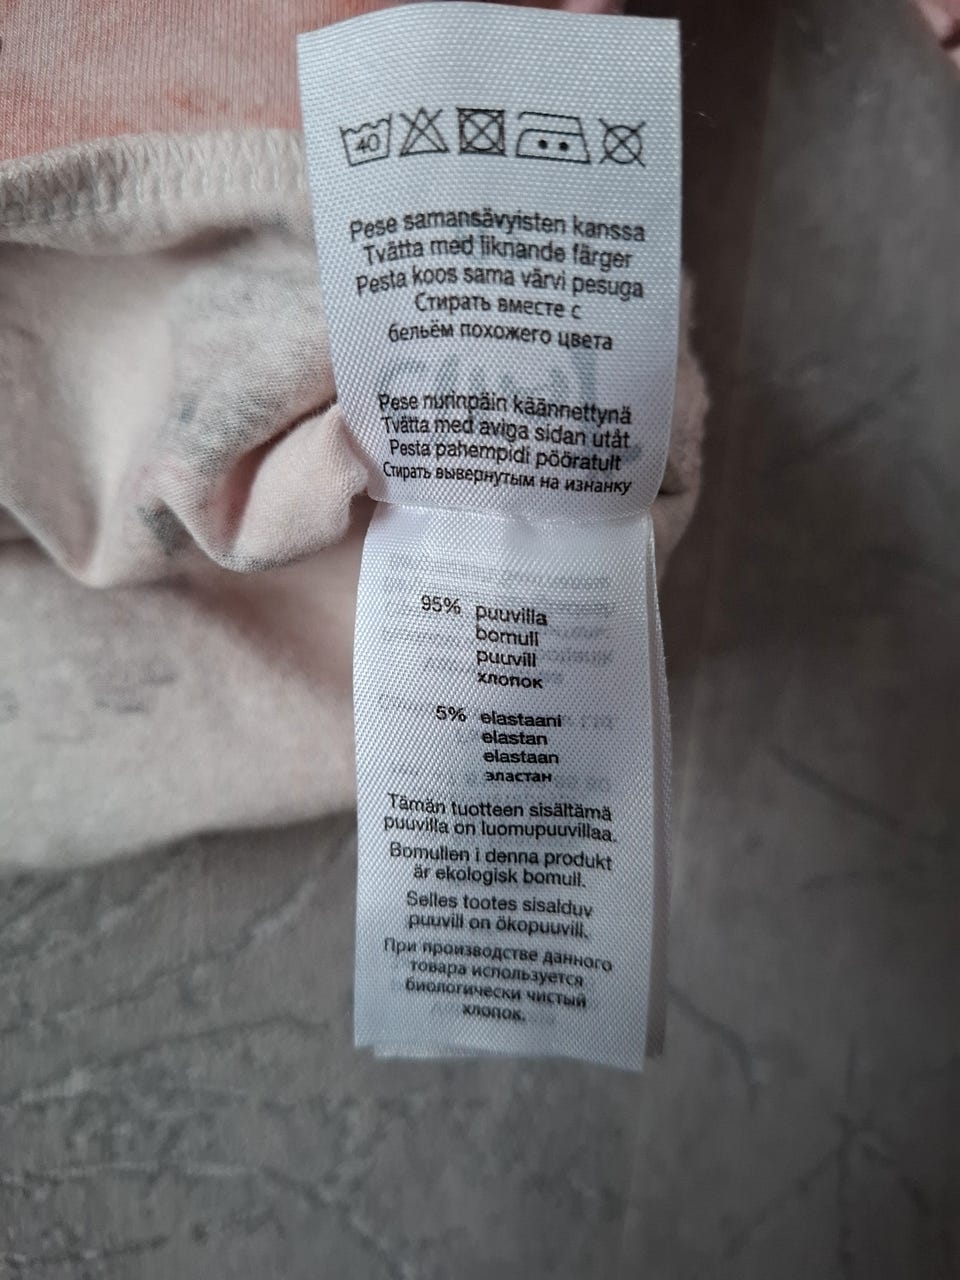 40
Pese samansävyisten kanssa
Tvätta med liknande färger
Pesta koos sama värvi pesuga
Стирать вместе с
бельём похожего цвета
Pese nurinpäin käännettynä
Tvätta med aviga sidan utåt
Pesta pahempidi pööratult
Стирать вывернутым на изнанку
95% puuvilla
bomull
puuvill
хлопок
5% elastaani
elastan
elastaan
эластан
Tämän tuotteen sisältämä
puuvilla on luomupuuvillaa.
Bomullen i denna produkt
är ekologisk bomull.
Selles tootes sisalduv
puuvill on ökopuuvill.
При производстве данного
товара используется
биологически чистый
хлопок.